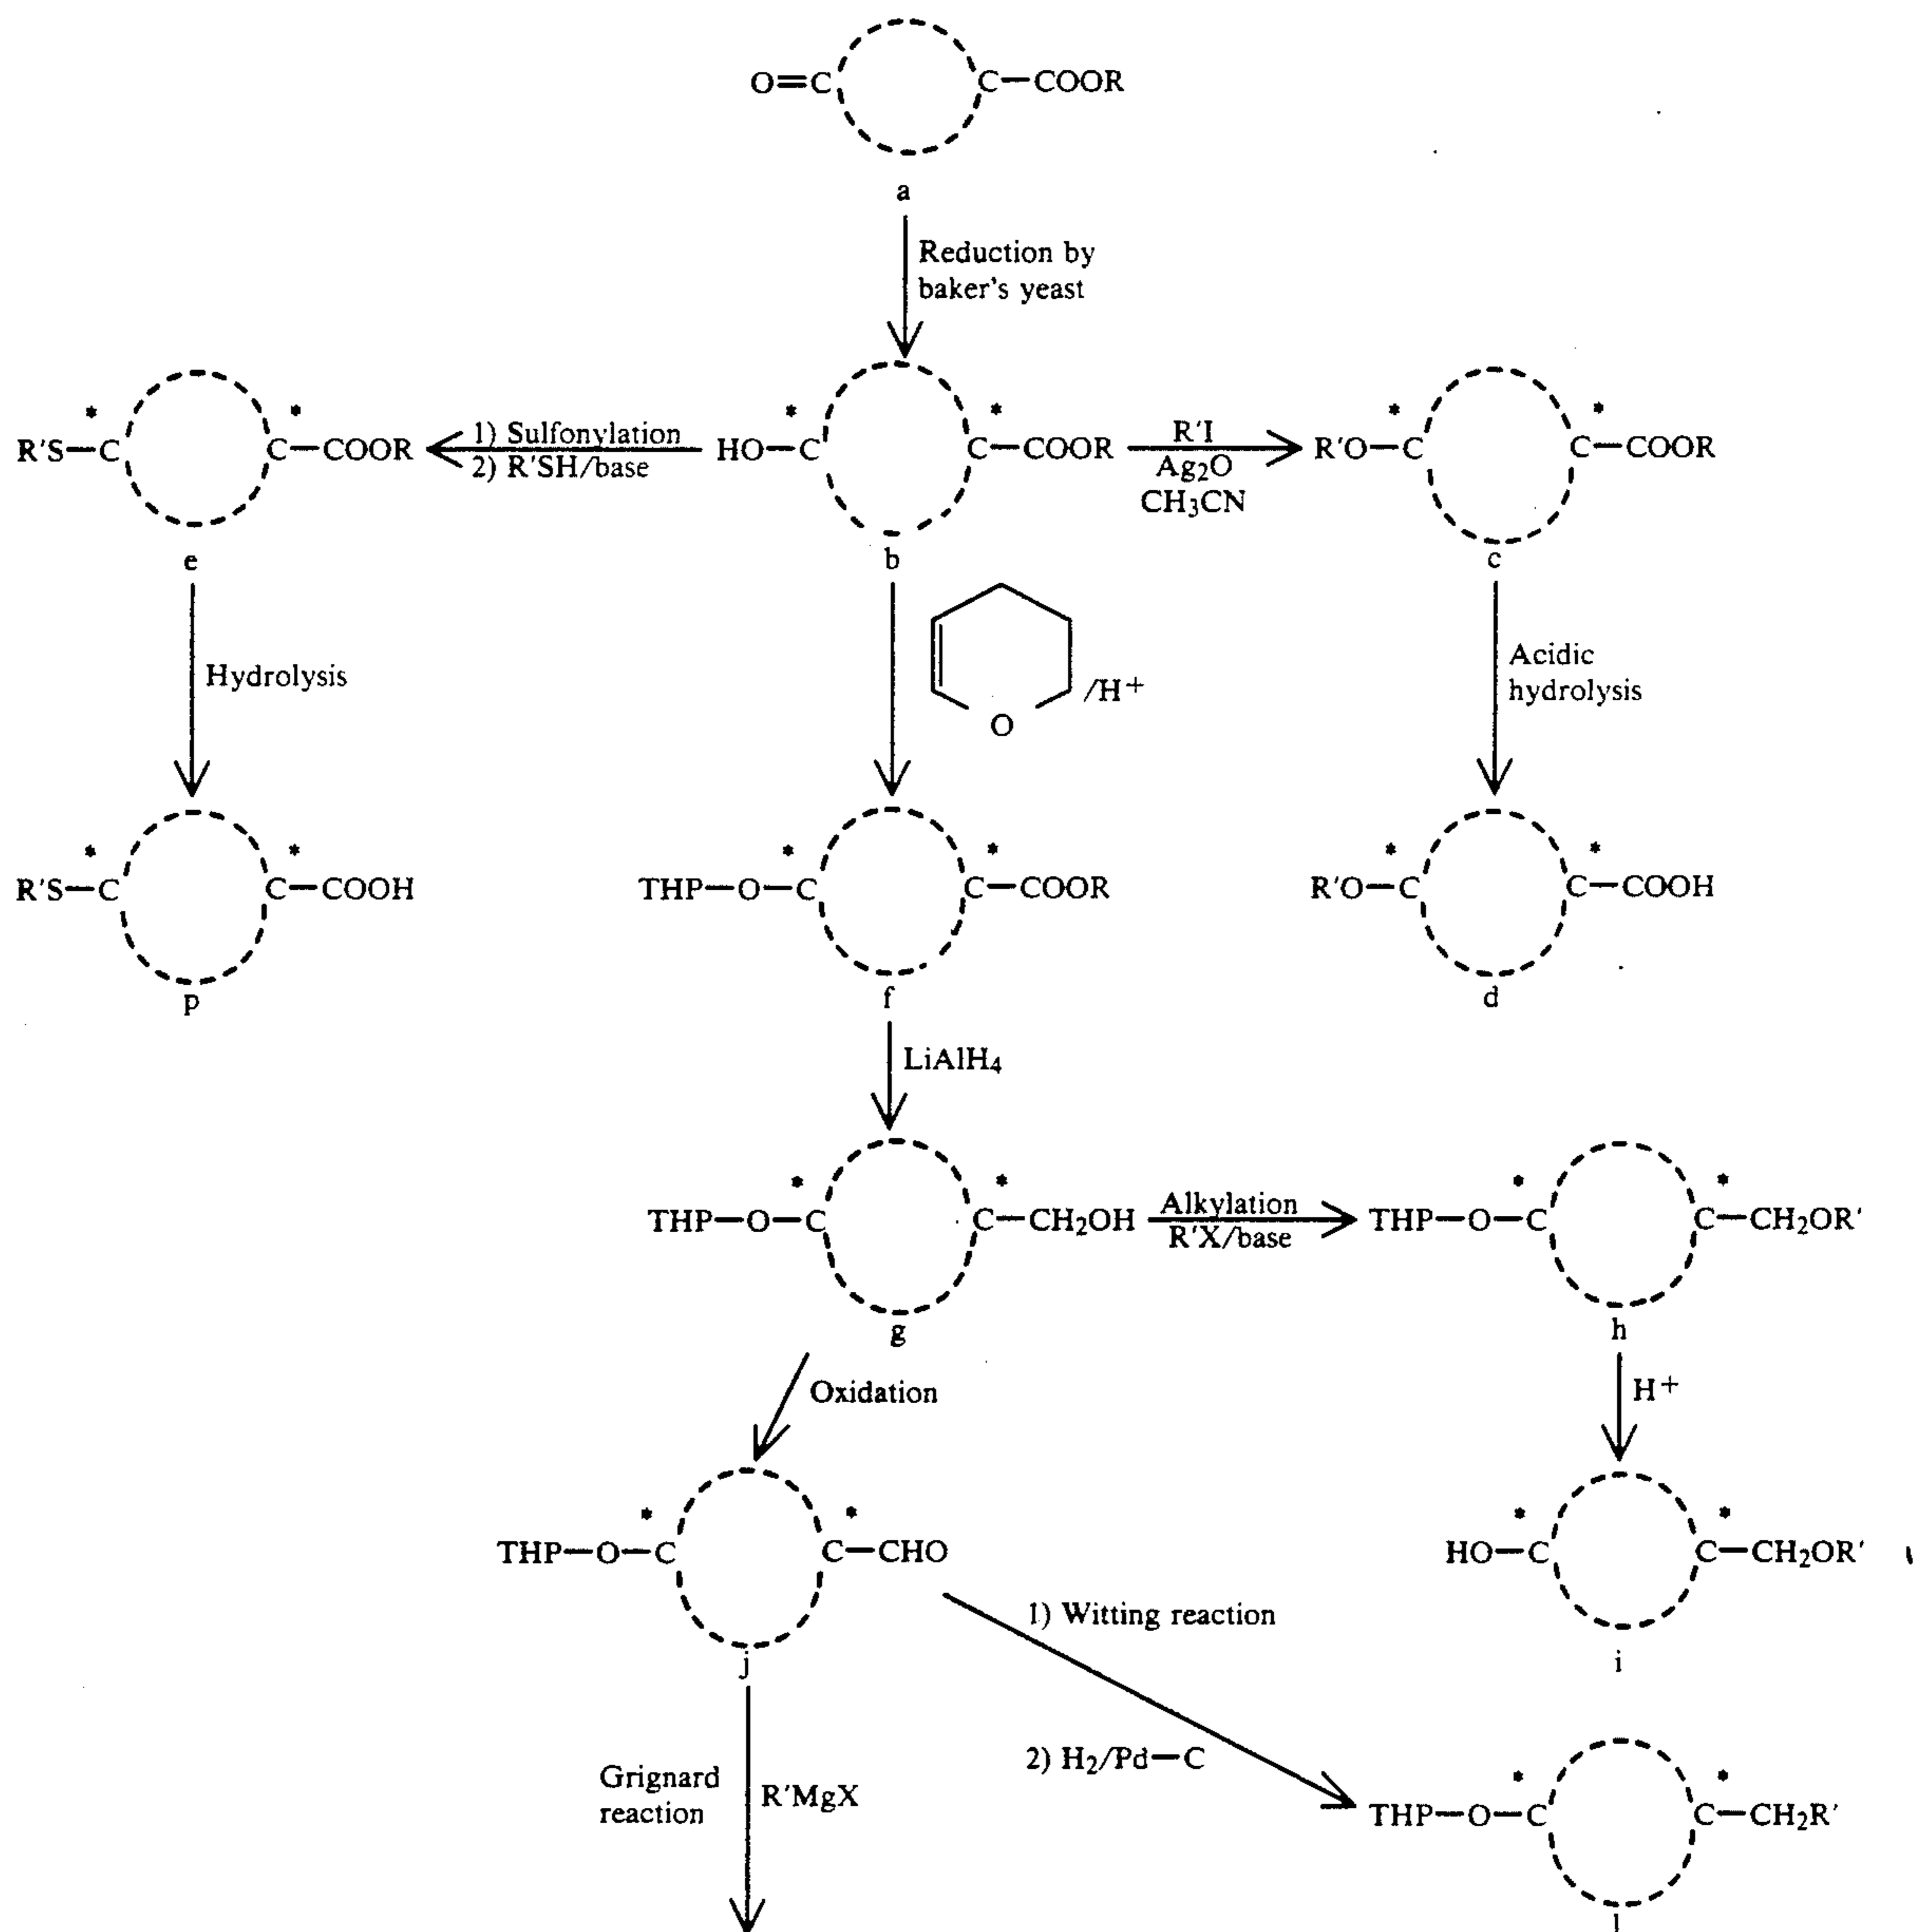 O=C C—COOR
a
Reduction by
baker's yeast
* *
R'S—C C—COOR
e
1) Sulfonylation
2) R'SH/base
* *
HO—C C—COOR
b
R'I
Ag2O
CH3CN
* *
R'O—C C—COOR
c
Hydrolysis
O
/H+
Acidic
hydrolysis
* *
R'S—C C—COOH
p
* *
THP—O—C C—COOR
f
* *
R'O—C C—COOH
d
LiAlH4
* *
THP—O—C C—CH2OH
g
Alkylation
R'X/base
* *
THP—O—C C—CH2OR'
h
Oxidation
H+
* *
THP—O—C C—CHO
j
* *
HO—C C—CH2OR'
i
1) Witting reaction
2) H2/Pd—C
Grignard
reaction
R'MgX
* *
THP—O—C C—CH2R'
l